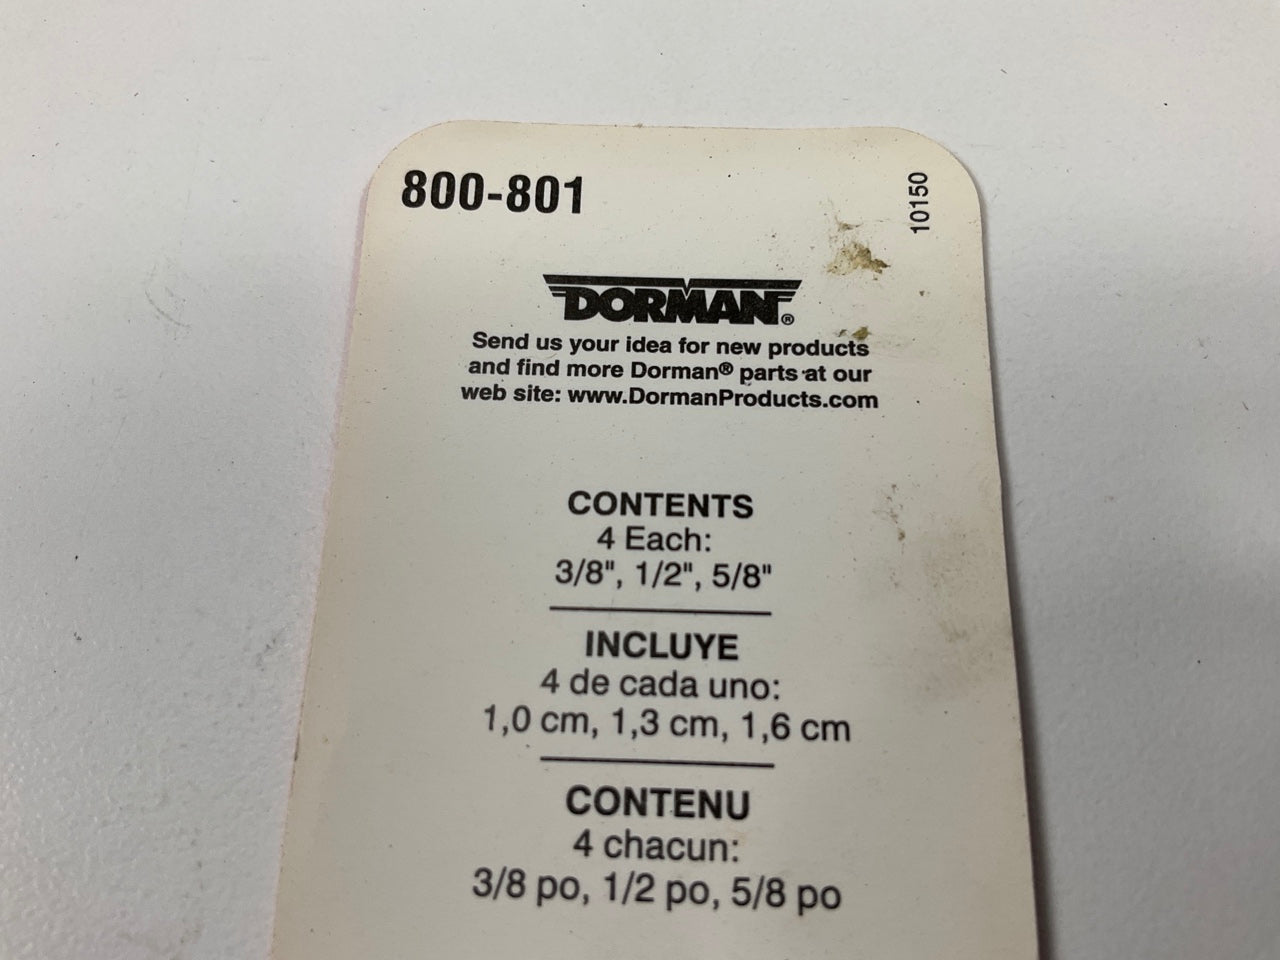 800-801
10150
DORMAN®
Send us your idea for new products
and find more Dorman® parts at our
web site: www.DormanProducts.com
CONTENTS
4 Each:
3/8", 1/2", 5/8"
INCLUYE
4 de cada uno:
1,0 cm, 1,3 cm, 1,6 cm
CONTENU
4 chacun:
3/8 po, 1/2 po, 5/8 po